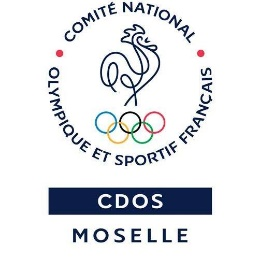 COMITÉ NATIONAL
OLYMPIQUE ET SPORTIF FRANÇAIS
CDOS
MOSELLE